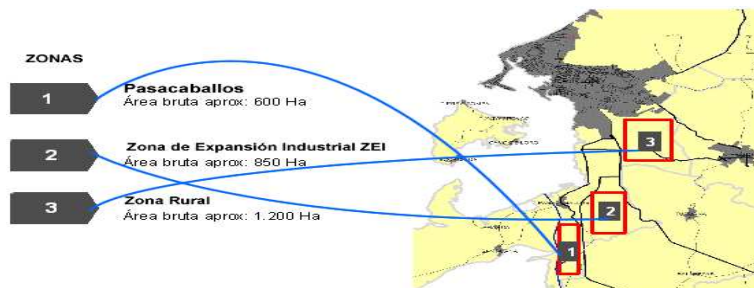 ZONAS
1
Pasacaballos
Área bruta aprox: 600 Ha
2
Zona de Expansión Industrial ZEI
Área bruta aprox: 850 Ha
3
Zona Rural
Área bruta aprox: 1.200 Ha
3
2
1